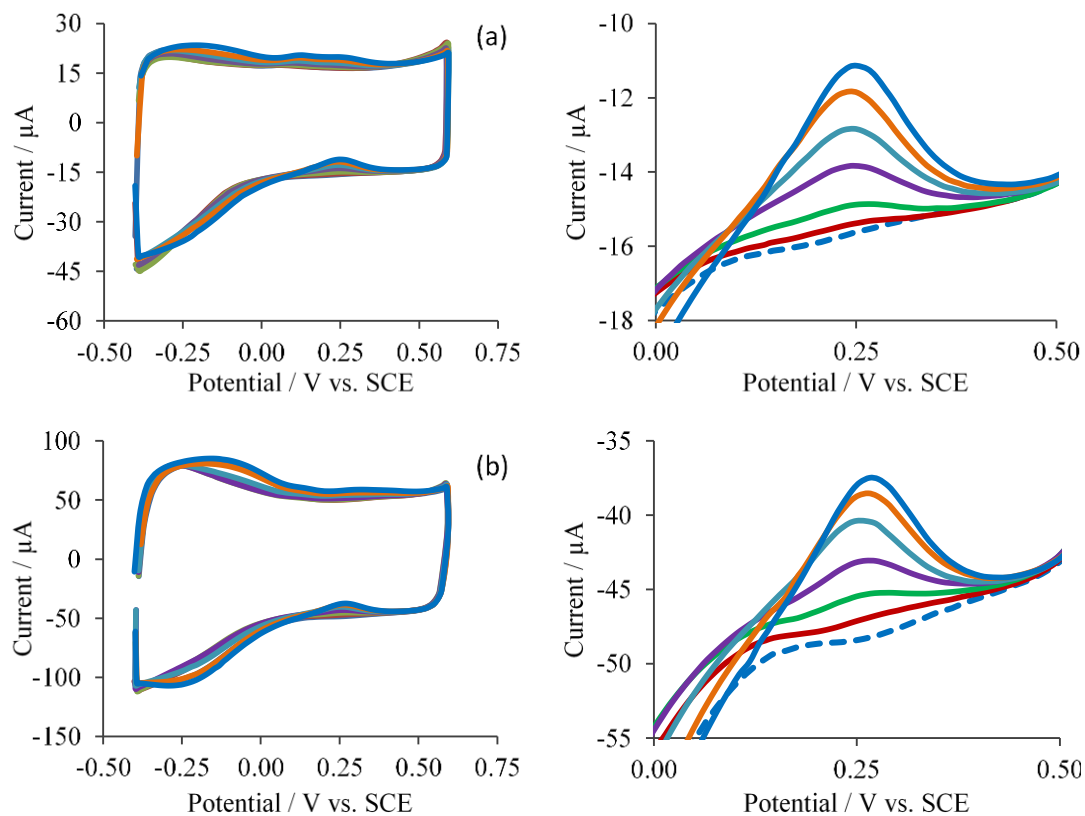 (a)
Current / µA
30
15
0
-15
-30
-45
-60
-0.50 -0.25 0.00 0.25 0.50 0.75
Potential / V vs. SCE
Current / µA
-10
-12
-14
-16
-18
0.00 0.25 0.50
Potential / V vs. SCE
(b)
Current / µA
100
50
0
-50
-100
-150
-0.50 -0.25 0.00 0.25 0.50 0.75
Potential / V vs. SCE
Current / µA
-35
-40
-45
-50
-55
0.00 0.25 0.50
Potential / V vs. SCE